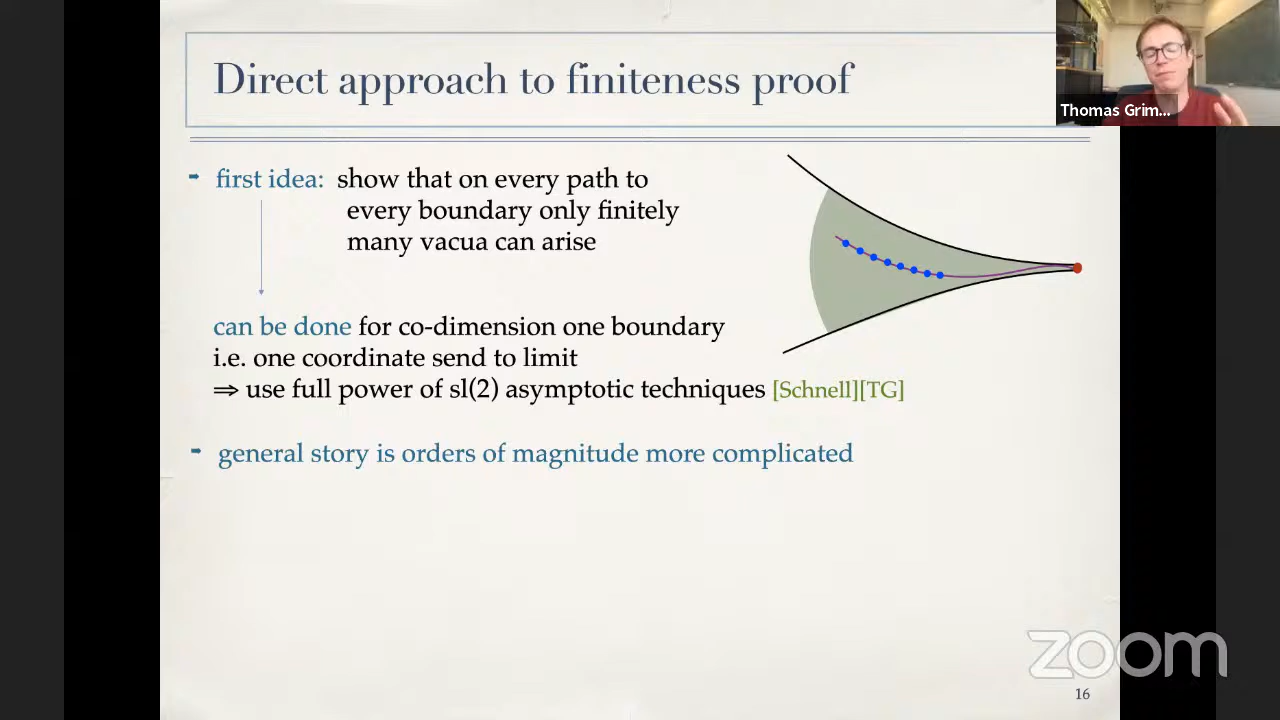 Direct approach to finiteness proof
Thomas Grim...
➡ first idea: show that on every path to
every boundary only finitely
many vacua can arise
can be done for co-dimension one boundary
i.e. one coordinate send to limit
⇒ use full power of sl(2) asymptotic techniques [Schnell][TG]
➡ general story is orders of magnitude more complicated
zoom
16